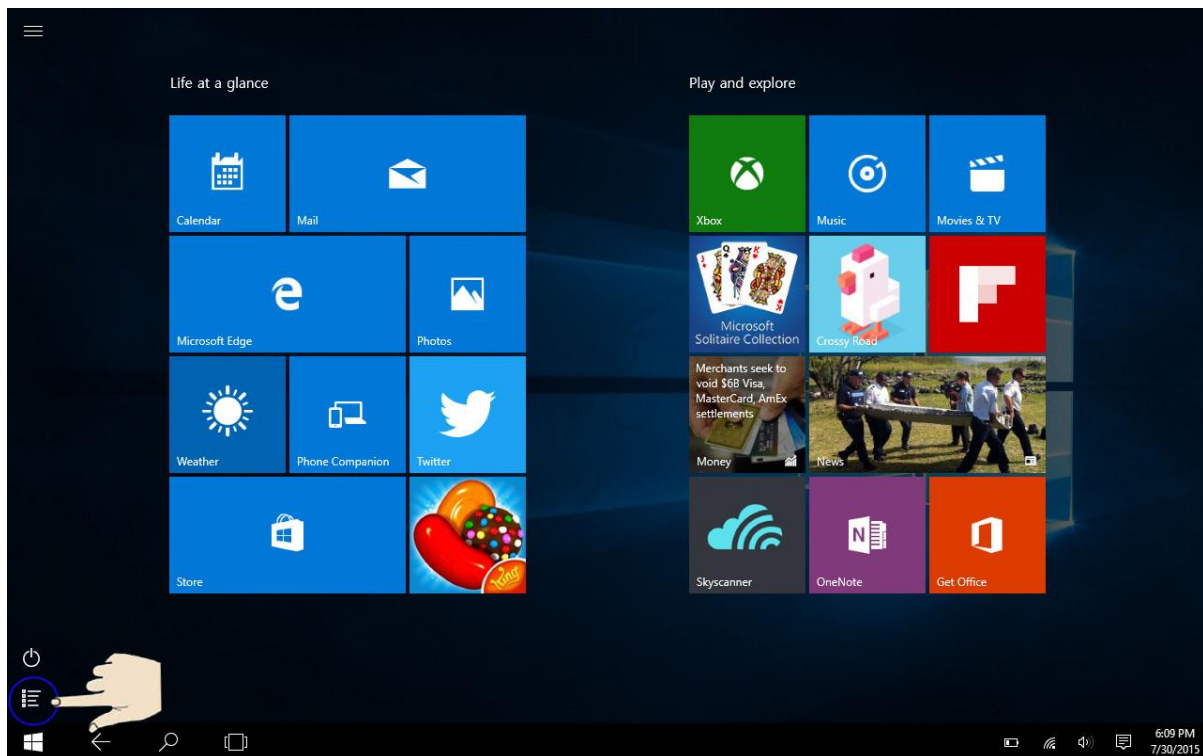 Life at a glance
Play and explore
Calendar
Mail
Xbox
Music
Movies & TV
Microsoft Edge
Photos
J
Q
K
K
Microsoft
Solitaire Collection
Crossy Road
Weather
Phone Companion
Twitter
Merchants seek to
void $6B Visa,
MasterCard, AmEx
settlements
Money
News
Store
King
Skyscanner
N
OneNote
Get Office
6:09 PM
7/30/2015